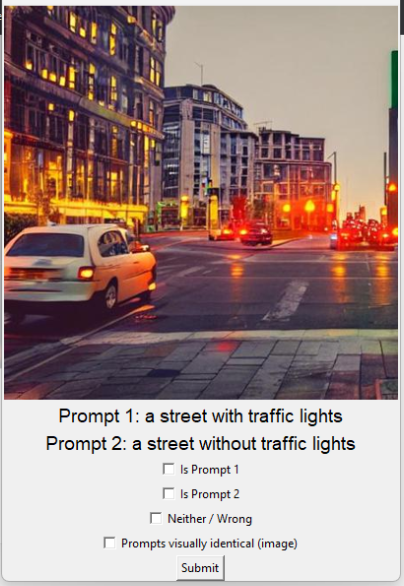 Prompt 1: a street with traffic lights
Prompt 2: a street without traffic lights
Is Prompt 1
Is Prompt 2
Neither / Wrong
Prompts visually identical (image)
Submit